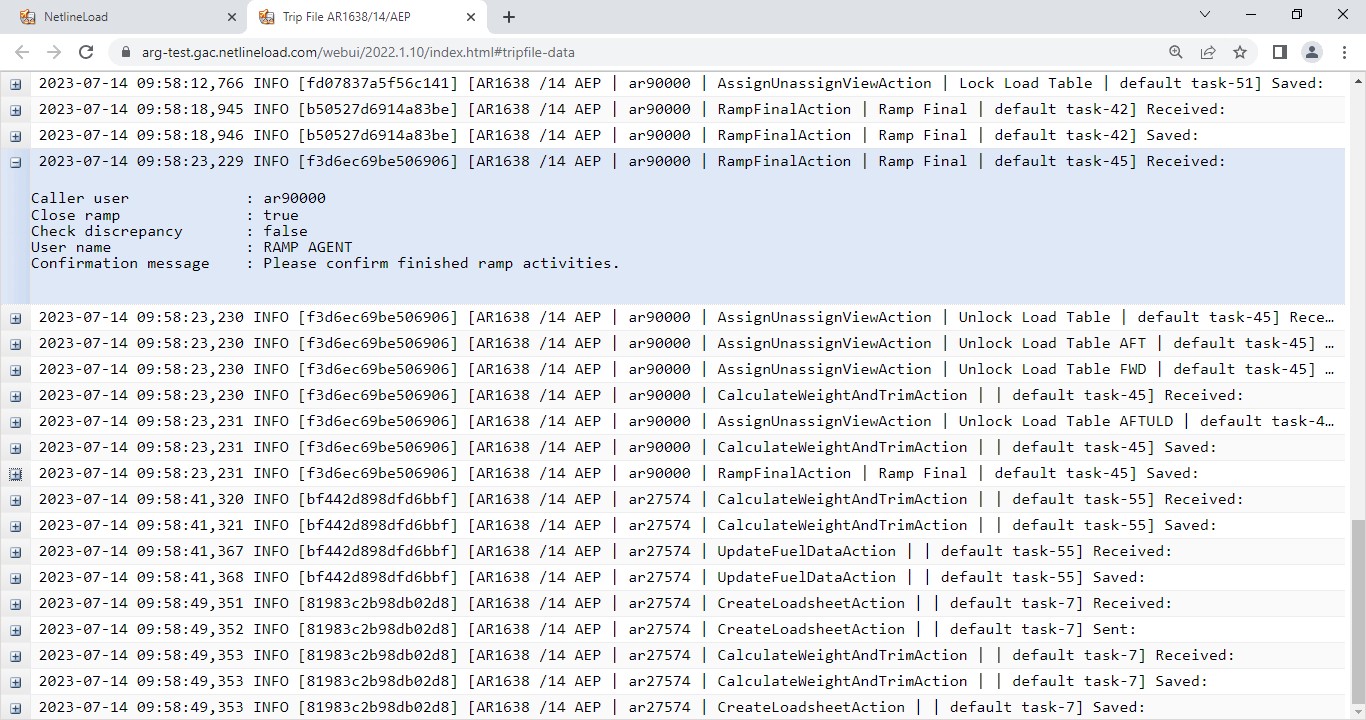 NetlineLoad
Trip File AR1638/14/AEP
arg-test.gac.netlineload.com/webui/2022.1.10/index.html#tripfile-data
2023-07-14 09:58:12,766 INFO [fd07837a5f56c141] [AR1638 /14 AEP | ar90000 | AssignUnassignViewAction | Lock Load Table | default task-51] Saved:
2023-07-14 09:58:18,945 INFO [b50527d6914a83be] [AR1638 /14 AEP | ar90000 | RampFinalAction | Ramp Final | default task-42] Received:
2023-07-14 09:58:18,946 INFO [b50527d6914a83be] [AR1638 /14 AEP | ar90000 | RampFinalAction | Ramp Final | default task-42] Saved:
2023-07-14 09:58:23,229 INFO [f3d6ec69be506906] [AR1638 /14 AEP | ar90000 | RampFinalAction | Ramp Final | default task-45] Received:
Caller user : ar90000
Close ramp : true
Check discrepancy : false
User name : RAMP AGENT
Confirmation message : Please confirm finished ramp activities.
2023-07-14 09:58:23,230 INFO [f3d6ec69be506906] [AR1638 /14 AEP | ar90000 | AssignUnassignViewAction | Unlock Load Table | default task-45] Rece…
2023-07-14 09:58:23,230 INFO [f3d6ec69be506906] [AR1638 /14 AEP | ar90000 | AssignUnassignViewAction | Unlock Load Table AFT | default task-45] …
2023-07-14 09:58:23,230 INFO [f3d6ec69be506906] [AR1638 /14 AEP | ar90000 | AssignUnassignViewAction | Unlock Load Table FWD | default task-45] …
2023-07-14 09:58:23,230 INFO [f3d6ec69be506906] [AR1638 /14 AEP | ar90000 | CalculateWeightAndTrimAction | | default task-45] Received:
2023-07-14 09:58:23,231 INFO [f3d6ec69be506906] [AR1638 /14 AEP | ar90000 | AssignUnassignViewAction | Unlock Load Table AFTULD | default task-4…
2023-07-14 09:58:23,231 INFO [f3d6ec69be506906] [AR1638 /14 AEP | ar90000 | CalculateWeightAndTrimAction | | default task-45] Saved:
2023-07-14 09:58:23,231 INFO [f3d6ec69be506906] [AR1638 /14 AEP | ar90000 | RampFinalAction | Ramp Final | default task-45] Saved:
2023-07-14 09:58:41,320 INFO [bf442d898dfd6bbf] [AR1638 /14 AEP | ar27574 | CalculateWeightAndTrimAction | | default task-55] Received:
2023-07-14 09:58:41,321 INFO [bf442d898dfd6bbf] [AR1638 /14 AEP | ar27574 | CalculateWeightAndTrimAction | | default task-55] Saved:
2023-07-14 09:58:41,367 INFO [bf442d898dfd6bbf] [AR1638 /14 AEP | ar27574 | UpdateFuelDataAction | | default task-55] Received:
2023-07-14 09:58:41,368 INFO [bf442d898dfd6bbf] [AR1638 /14 AEP | ar27574 | UpdateFuelDataAction | | default task-55] Saved:
2023-07-14 09:58:49,351 INFO [81983c2b98db02d8] [AR1638 /14 AEP | ar27574 | CreateLoadsheetAction | | default task-7] Received:
2023-07-14 09:58:49,352 INFO [81983c2b98db02d8] [AR1638 /14 AEP | ar27574 | CreateLoadsheetAction | | default task-7] Sent:
2023-07-14 09:58:49,353 INFO [81983c2b98db02d8] [AR1638 /14 AEP | ar27574 | CalculateWeightAndTrimAction | | default task-7] Received:
2023-07-14 09:58:49,353 INFO [81983c2b98db02d8] [AR1638 /14 AEP | ar27574 | CalculateWeightAndTrimAction | | default task-7] Saved:
2023-07-14 09:58:49,353 INFO [81983c2b98db02d8] [AR1638 /14 AEP | ar27574 | CreateLoadsheetAction | | default task-7] Saved: